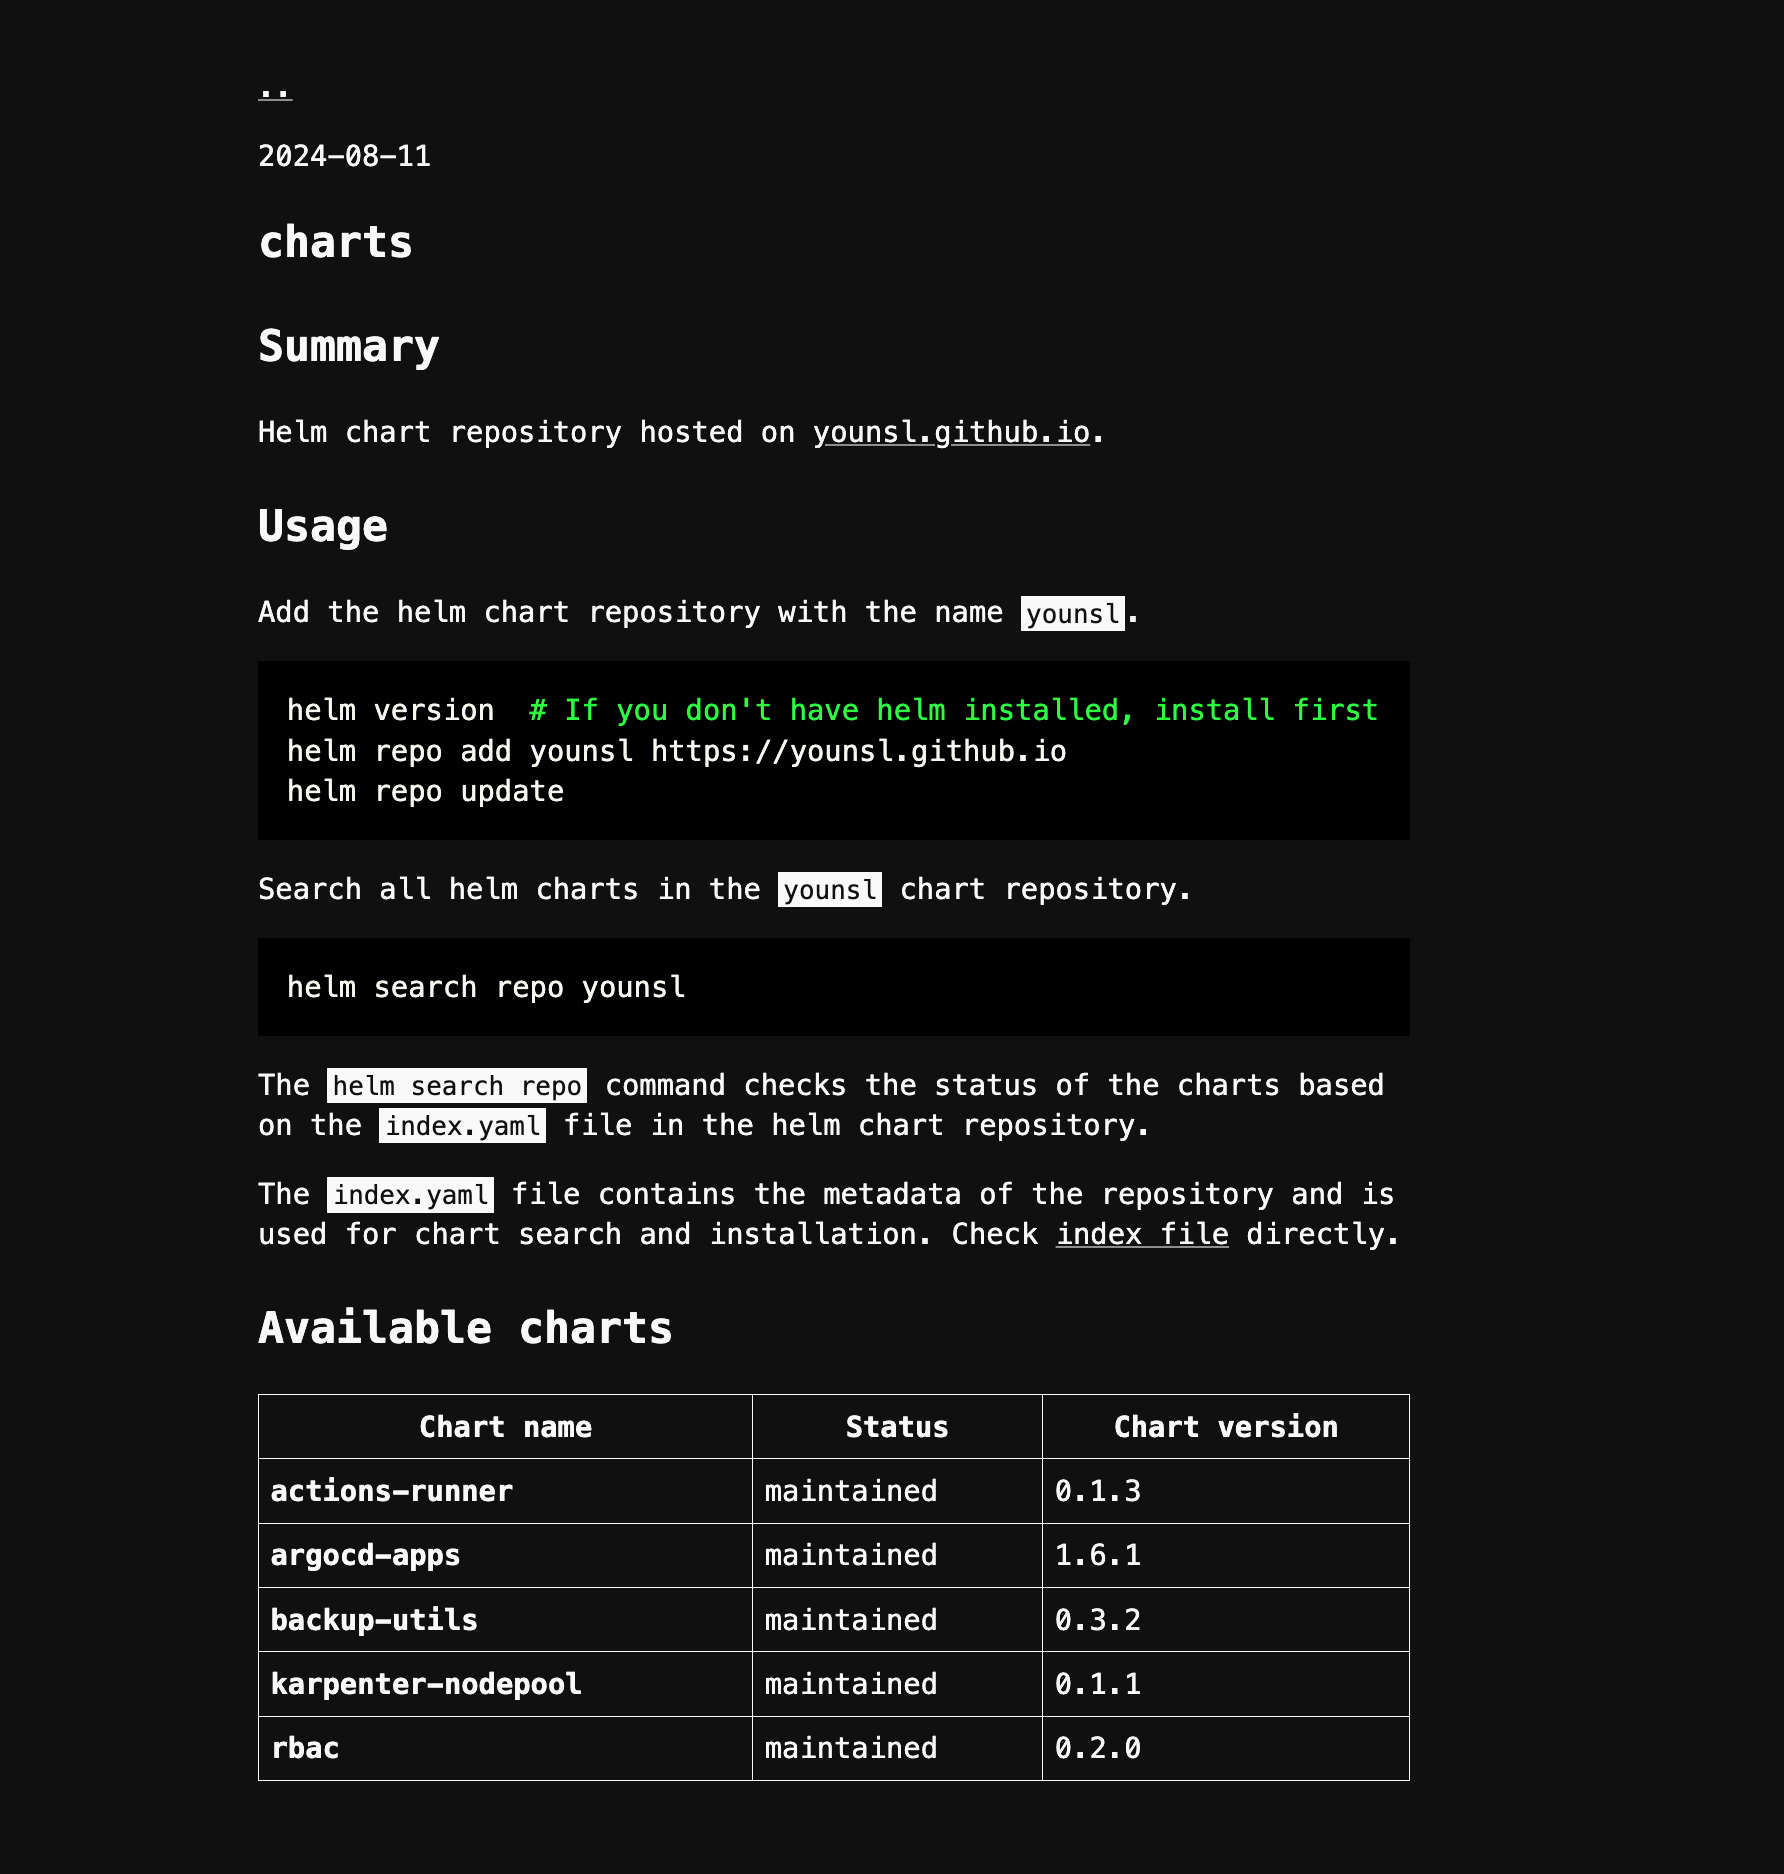 ..
2024-08-11
charts
Summary
Helm chart repository hosted on younsl.github.io.
Usage
Add the helm chart repository with the name younsl.
helm version  # If you don't have helm installed, install first
helm repo add younsl https://younsl.github.io
helm repo update
Search all helm charts in the younsl chart repository.
helm search repo younsl
The helm search repo command checks the status of the charts based
on the index.yaml file in the helm chart repository.
The index.yaml file contains the metadata of the repository and is
used for chart search and installation. Check index file directly.
Available charts
Chart name Status Chart version
actions-runner maintained 0.1.3
argocd-apps maintained 1.6.1
backup-utils maintained 0.3.2
karpenter-nodepool maintained 0.1.1
rbac maintained 0.2.0